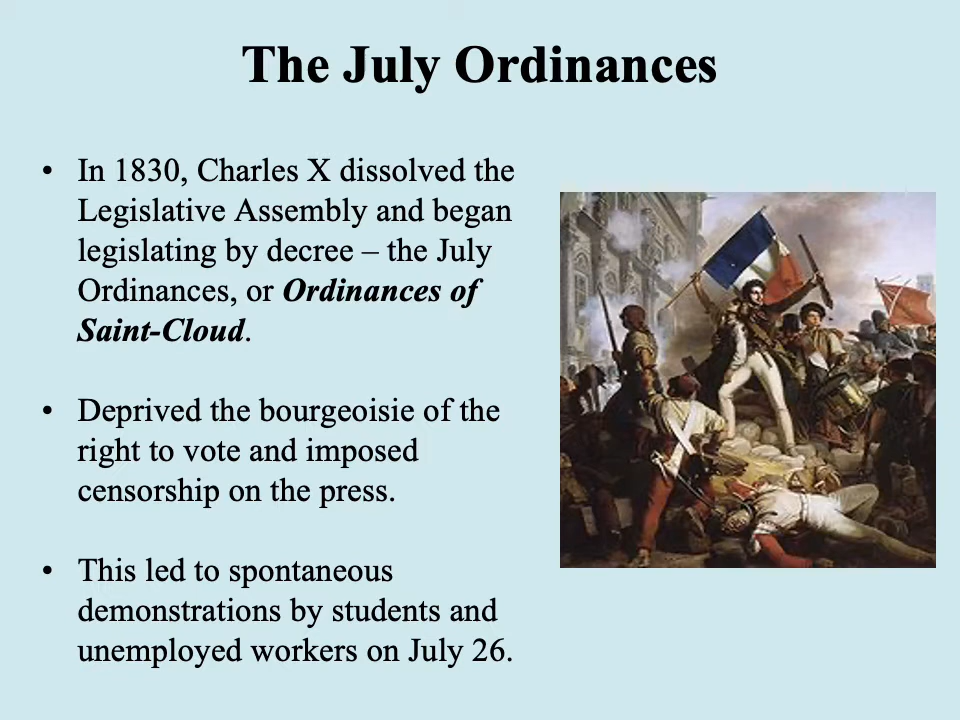 The July Ordinances
• In 1830, Charles X dissolved the
Legislative Assembly and began
legislating by decree – the July
Ordinances, or Ordinances of
Saint-Cloud.
• Deprived the bourgeoisie of the
right to vote and imposed
censorship on the press.
• This led to spontaneous
demonstrations by students and
unemployed workers on July 26.